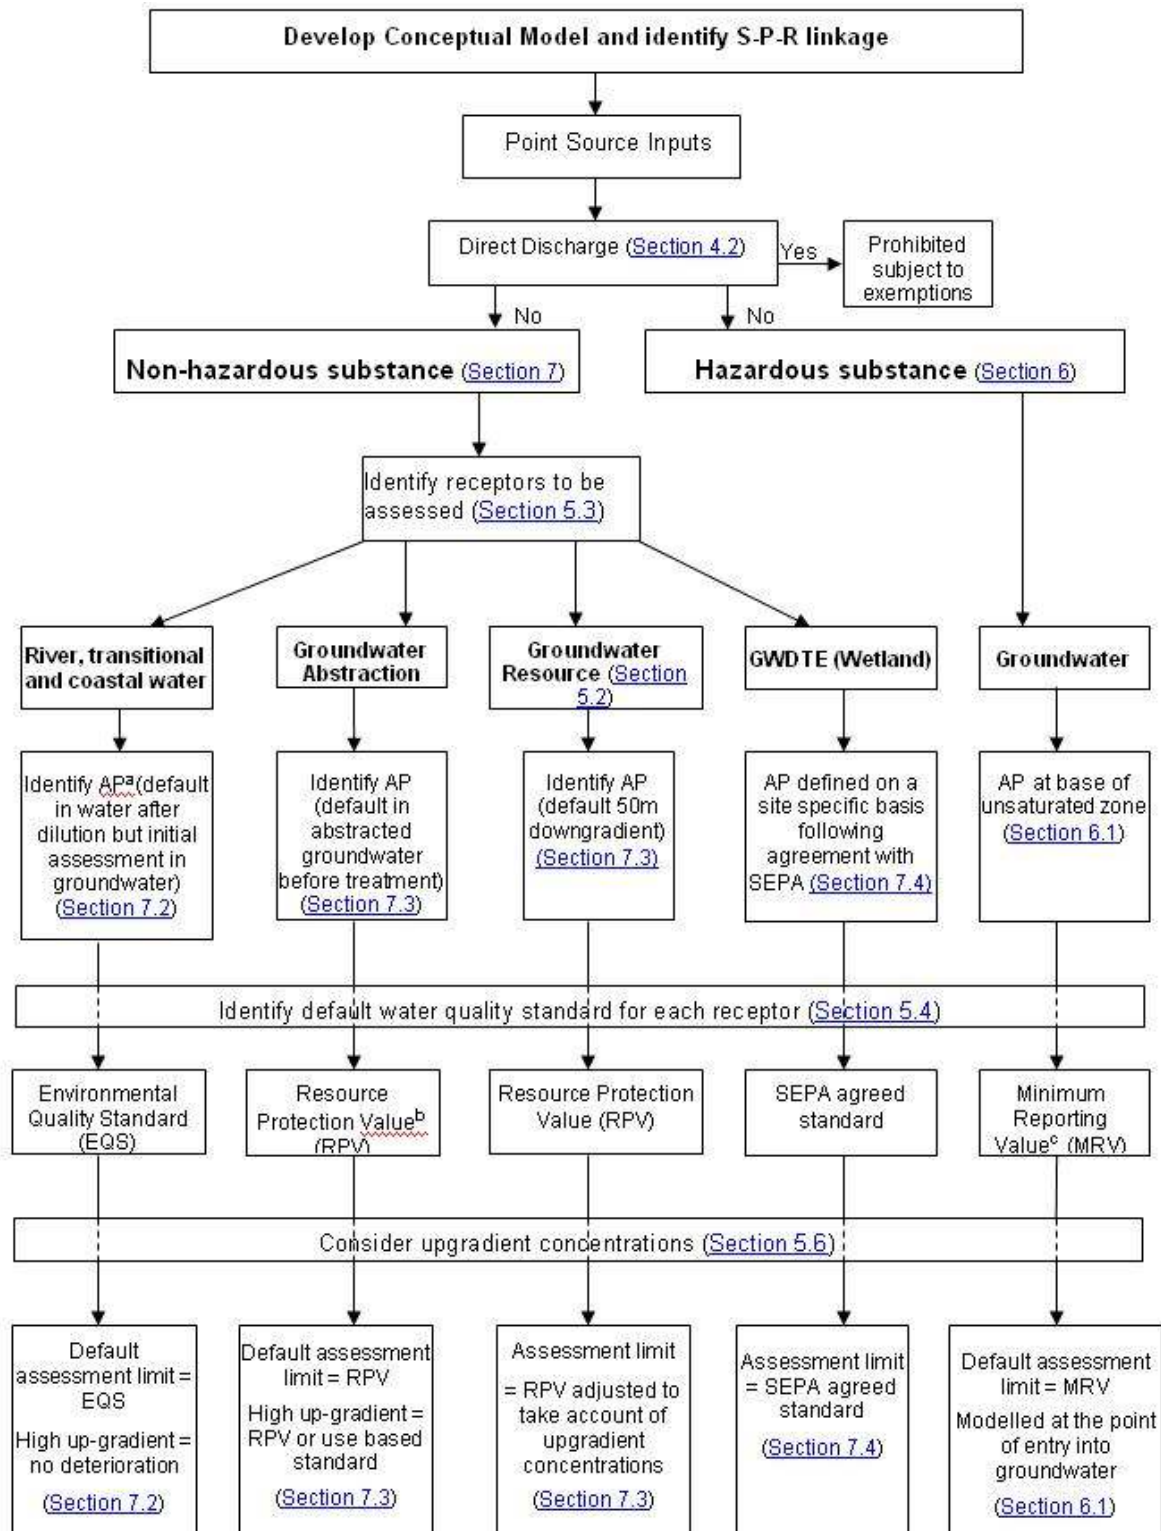 Develop Conceptual Model and identify S-P-R linkage
Point Source Inputs
Direct Discharge (Section 4.2)
Yes
Prohibited
subject to
exemptions
No
No
Non-hazardous substance (Section 7)
Hazardous substance (Section 6)
Identify receptors to be
assessed (Section 5.3)
River, transitional
and coastal water
Groundwater
Abstraction
Groundwater
Resource (Section
5.2)
GWDTE (Wetland)
Groundwater
Identify APᵃ (default
in water after
dilution but initial
assessment in
groundwater)
(Section 7.2)
Identify AP
(default in
abstracted
groundwater
before treatment)
(Section 7.3)
Identify AP
(default 50m
downgradient)
(Section 7.3)
AP defined on a
site specific basis
following
agreement with
SEPA (Section 7.4)
AP at base of
unsaturated zone
(Section 6.1)
Identify default water quality standard for each receptor (Section 5.4)
Environmental
Quality Standard
(EQS)
Resource
Protection Valueᵇ
(RPV)
Resource Protection
Value (RPV)
SEPA agreed
standard
Minimum
Reporting
Valueᶜ (MRV)
Consider upgradient concentrations (Section 5.6)
Default
assessment limit =
EQS
High up-gradient =
no deterioration
(Section 7.2)
Default assessment
limit = RPV
High up-gradient =
RPV or use based
standard
(Section 7.3)
Assessment limit
= RPV adjusted to
take account of
upgradient
concentrations
(Section 7.3)
Assessment limit
= SEPA agreed
standard
(Section 7.4)
Default assessment
limit = MRV
Modelled at the point
of entry into
groundwater
(Section 6.1)